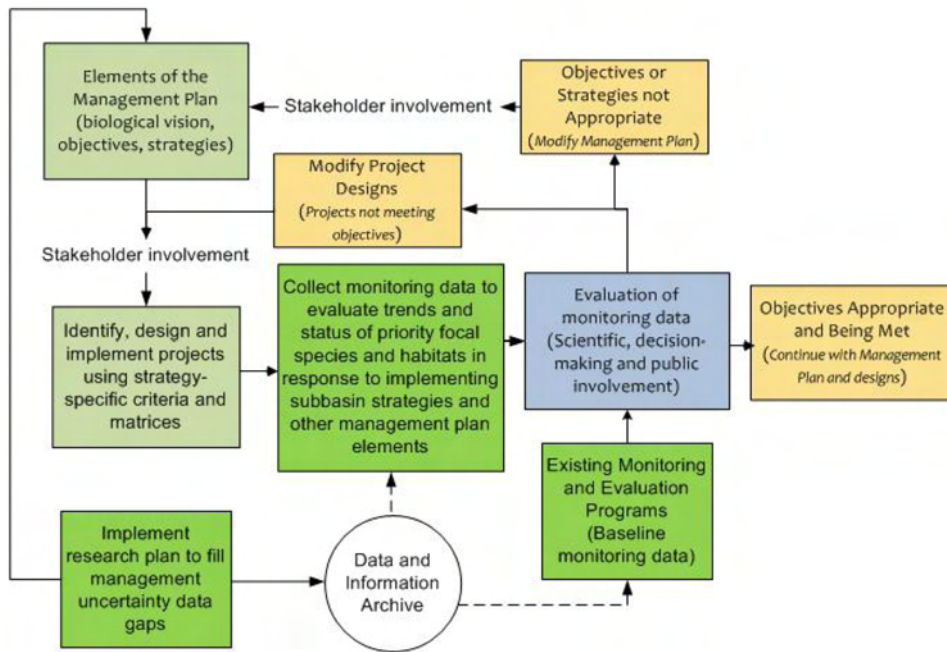 Elements of the
Management Plan
(biological vision,
objectives, strategies)
Stakeholder involvement
Objectives or
Strategies not
Appropriate
(Modify Management Plan)
Modify Project
Designs
(Projects not meeting
objectives)
Stakeholder involvement
Identify, design and
implement projects
using strategy-
specific criteria and
matrices
Collect monitoring data to
evaluate trends and
status of priority focal
species and habitats in
response to implementing
subbasin strategies and
other management plan
elements
Evaluation of
monitoring data
(Scientific, decision-
making and public
involvement)
Objectives Appropriate
and Being Met
(Continue with Management
Plan and designs)
Existing Monitoring
and Evaluation
Programs
(Baseline
monitoring data)
Implement
research plan to fill
management
uncertainty data
gaps
Data and
Information
Archive